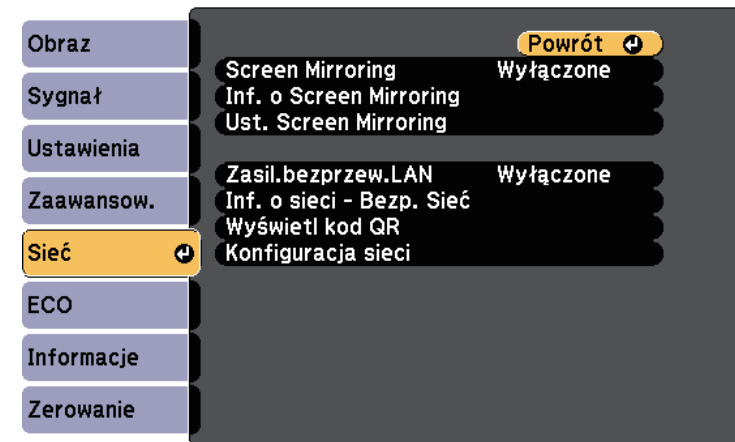 Obraz
Sygnał
Ustawienia
Zaawansow.
Sieć
ECO
Informacje
Zerowanie
Powrót
Screen Mirroring Wyłączone
Inf. o Screen Mirroring
Ust. Screen Mirroring
Zasil.bezprzew.LAN Wyłączone
Inf. o sieci - Bezp. Sieć
Wyświetl kod QR
Konfiguracja sieci